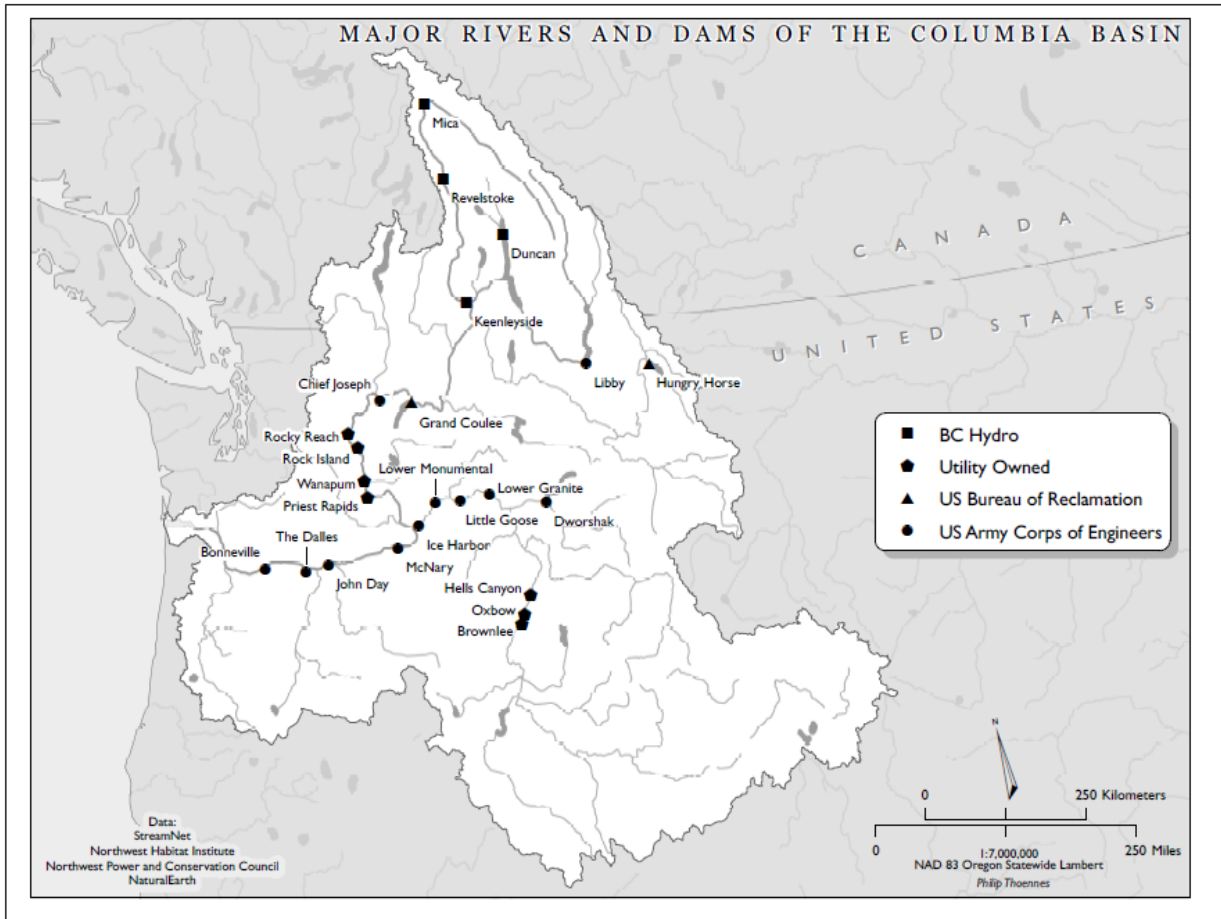 MAJOR RIVERS AND DAMS OF THE COLUMBIA BASIN
Mica
Revelstoke
Duncan
Keenleyside
CANADA
UNITED STATES
Libby
Hungry Horse
Chief Joseph
Grand Coulee
Rocky Reach
Rock Island
Lower Monumental
Wanapum
Lower Granite
Priest Rapids
Little Goose
Dworshak
The Dalles
Ice Harbor
Bonneville
McNary
John Day
Hells Canyon
Oxbow
Brownlee
BC Hydro
Utility Owned
US Bureau of Reclamation
US Army Corps of Engineers
N
0 250 Kilometers
0 250 Miles
1:7,000,000
NAD 83 Oregon Statewide Lambert
Philip Thoennes
Data:
StreamNet
Northwest Habitat Institute
Northwest Power and Conservation Council
NaturalEarth